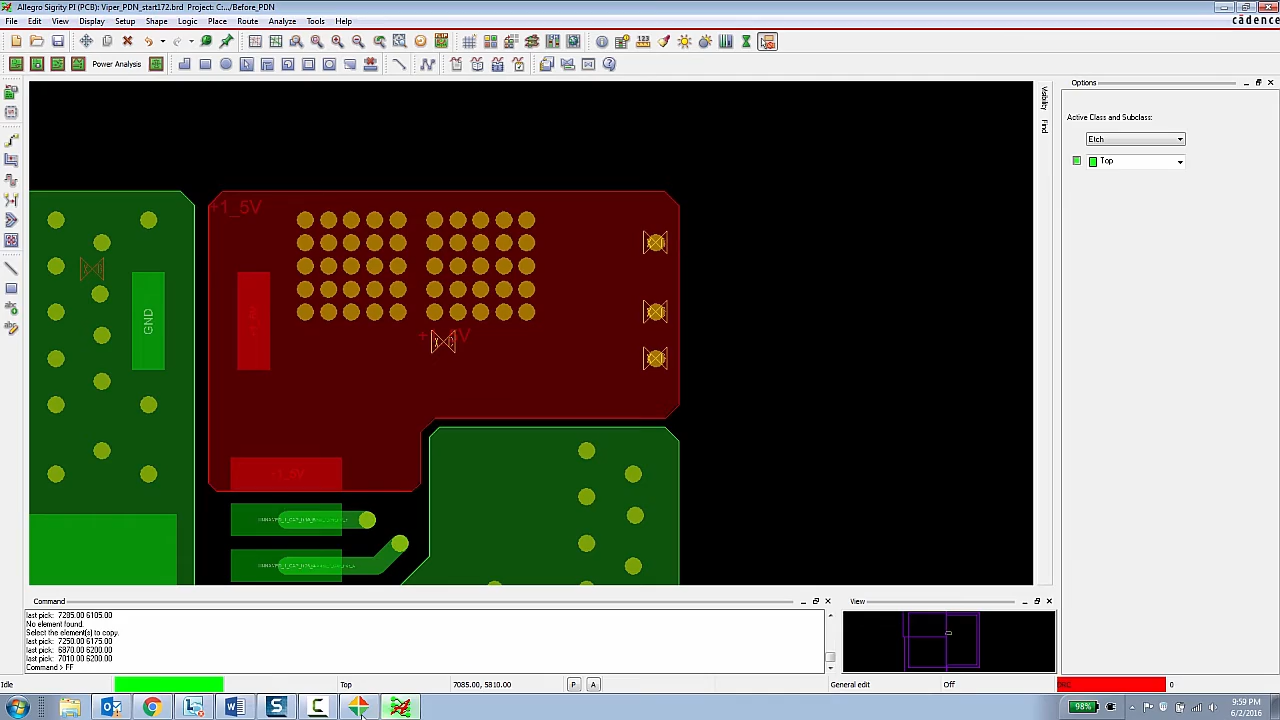 Allegro Sigrity PI (PCB): Viper_PDN_start172.brd Project: C:.../Before_PDN
File Edit View Display Setup Shape Logic Place Route Analyze Tools Help
cādence
Power Analysis
Visibility
Find
Options
Active Class and Subclass:
Etch
Top
+1_5V
GND
+1_5V
Command
last pick: 7205.00 6105.00
No element found.
Select the element(s) to copy.
last pick: 7250.00 6175.00
last pick: 6870.00 6200.00
last pick: 7010.00 6200.00
Command > FF
View
Idle
Top
7085.00, 5810.00
P
A
General edit
Off
DRC
0
98%
9:59 PM
6/2/2016